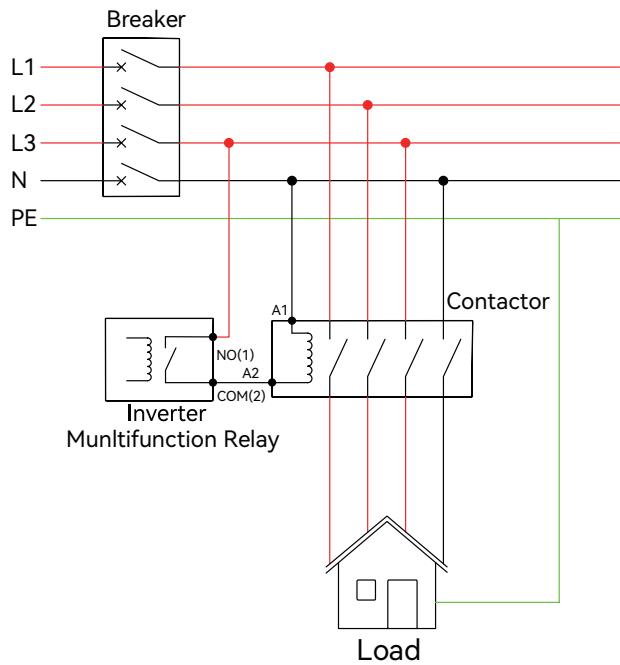 Breaker
L1
L2
L3
N
PE
A1
Contactor
NO(1)
A2
COM(2)
Inverter
Munltifunction Relay
Load